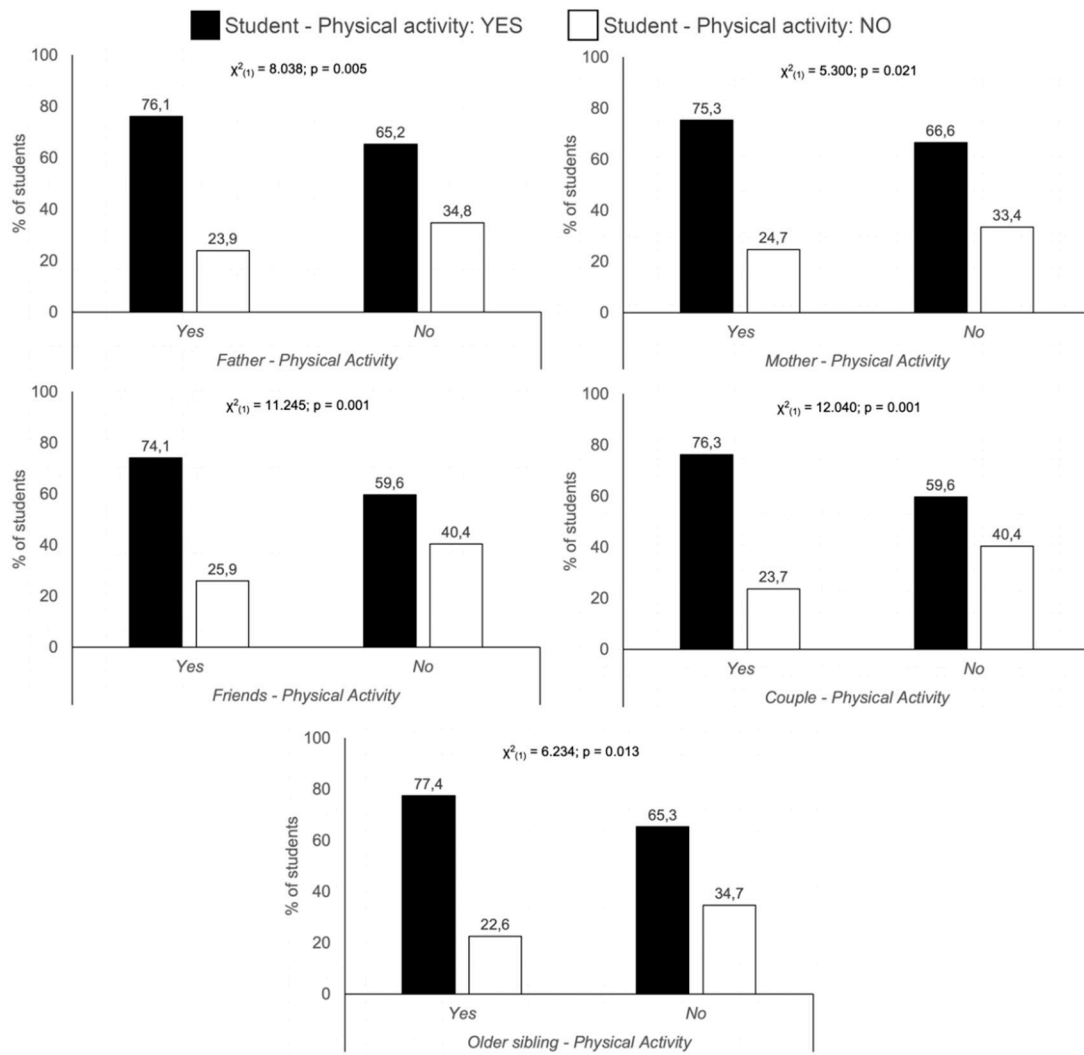 Student - Physical activity: YES Student - Physical activity: NO
χ²(1) = 8.038; p = 0.005
% of students
100
80
60
40
20
0
76,1
23,9
65,2
34,8
Yes No
Father - Physical Activity
χ²(1) = 5.300; p = 0.021
% of students
100
80
60
40
20
0
75,3
24,7
66,6
33,4
Yes No
Mother - Physical Activity
χ²(1) = 11.245; p = 0.001
% of students
100
80
60
40
20
0
74,1
25,9
59,6
40,4
Yes No
Friends - Physical Activity
χ²(1) = 12.040; p = 0.001
% of students
100
80
60
40
20
0
76,3
23,7
59,6
40,4
Yes No
Couple - Physical Activity
χ²(1) = 6.234; p = 0.013
% of students
100
80
60
40
20
0
77,4
22,6
65,3
34,7
Yes No
Older sibling - Physical Activity